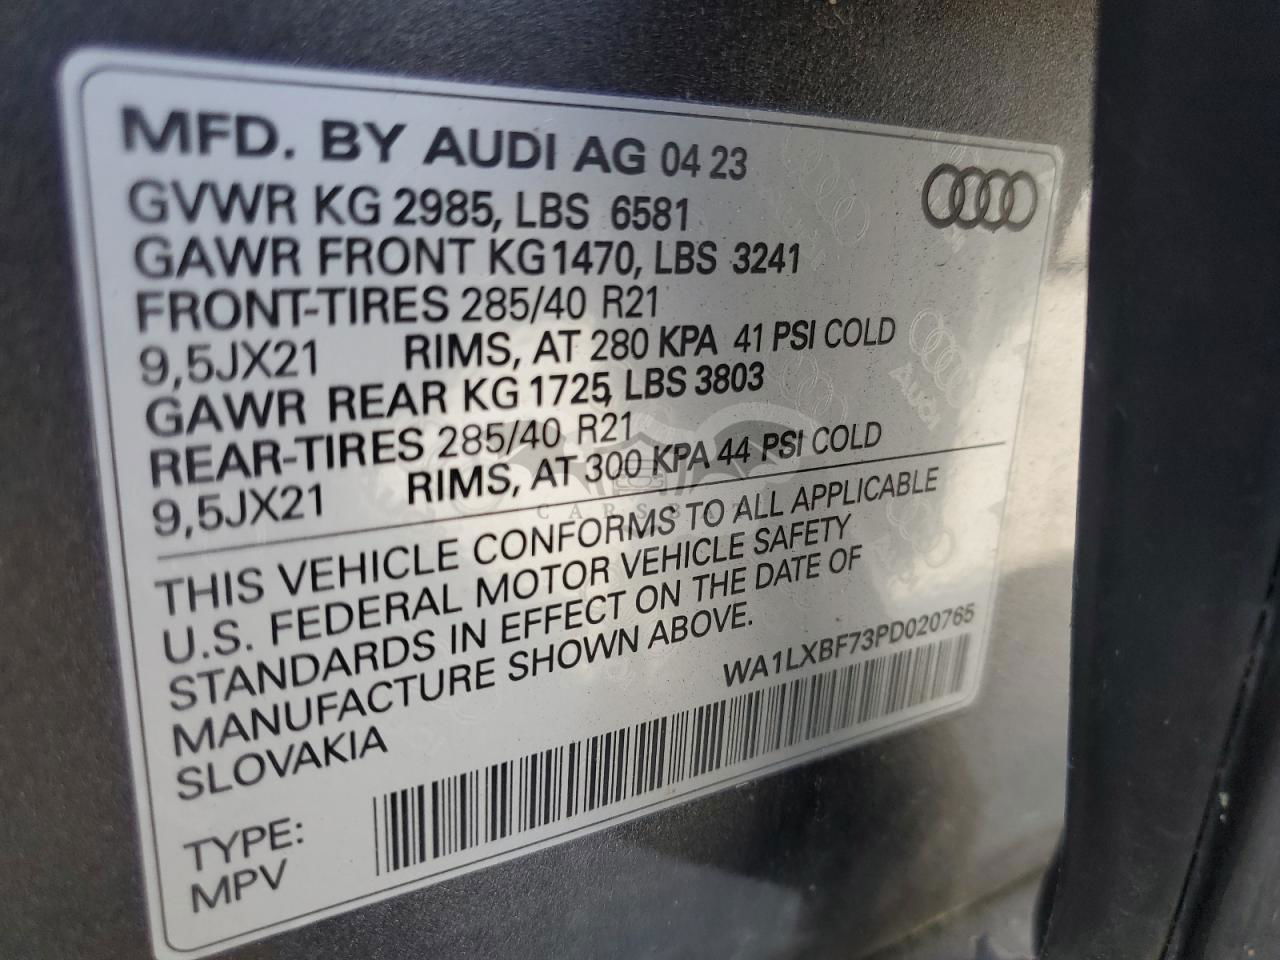 MFD. BY AUDI AG 04 23
GVWR KG 2985, LBS 6581
GAWR FRONT KG 1470, LBS 3241
FRONT-TIRES 285/40 R21
9,5JX21 RIMS, AT 280 KPA 41 PSI COLD
GAWR REAR KG 1725, LBS 3803
REAR-TIRES 285/40 R21
9,5JX21 RIMS, AT 300 KPA 44 PSI COLD
THIS VEHICLE CONFORMS TO ALL APPLICABLE
U.S. FEDERAL MOTOR VEHICLE SAFETY
STANDARDS IN EFFECT ON THE DATE OF
MANUFACTURE SHOWN ABOVE.
SLOVAKIA
WA1LXBF73PD020765
TYPE:
MPV
AUDI